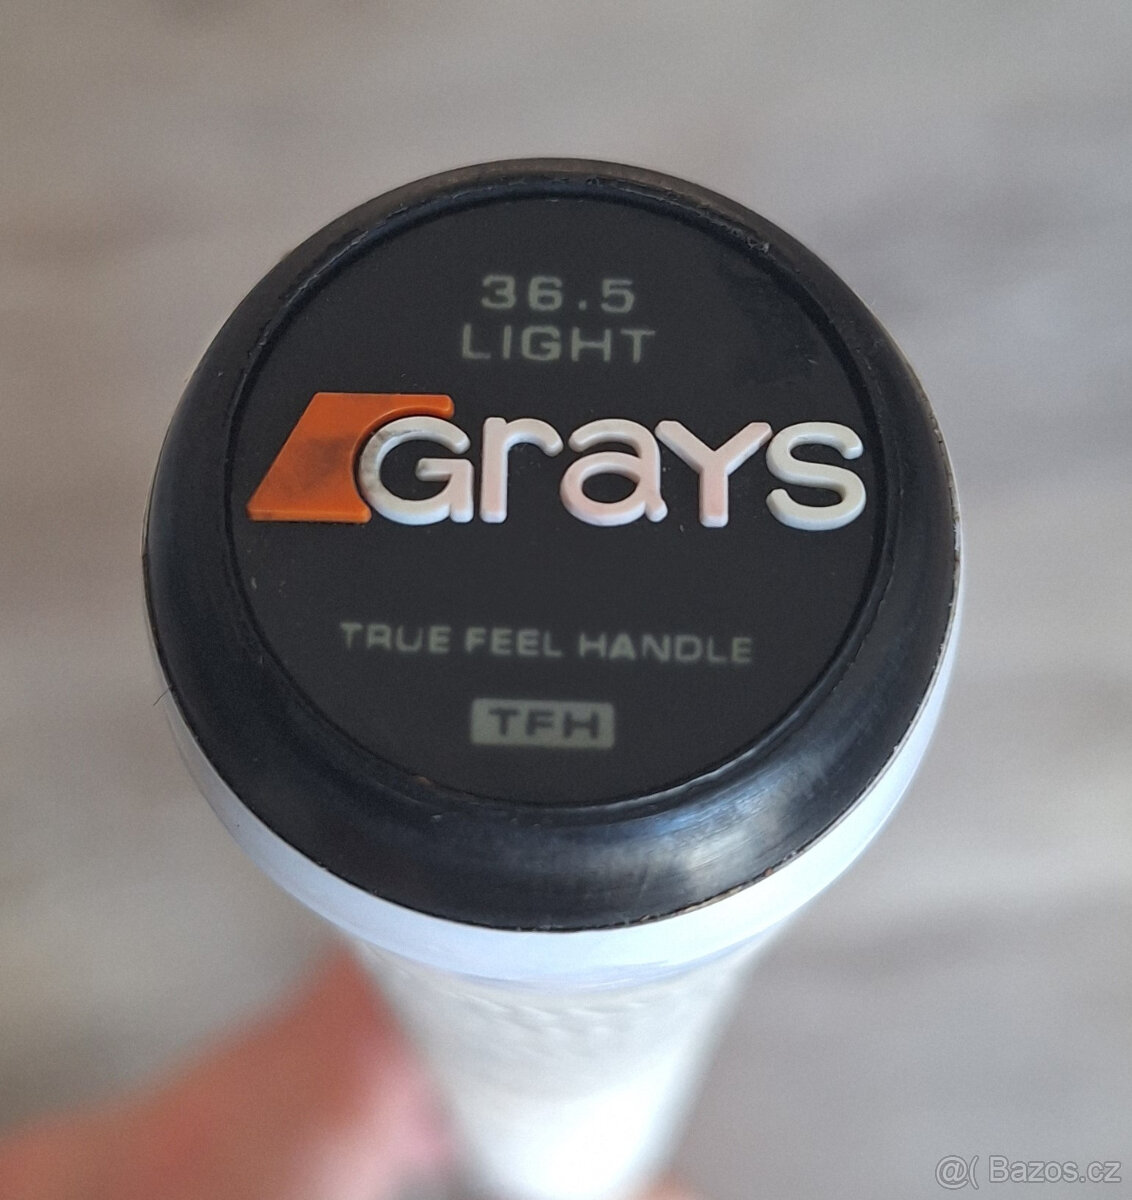 36.5
LIGHT
GRAYS
TRUE FEEL HANDLE
TFH
@( Bazos.cz